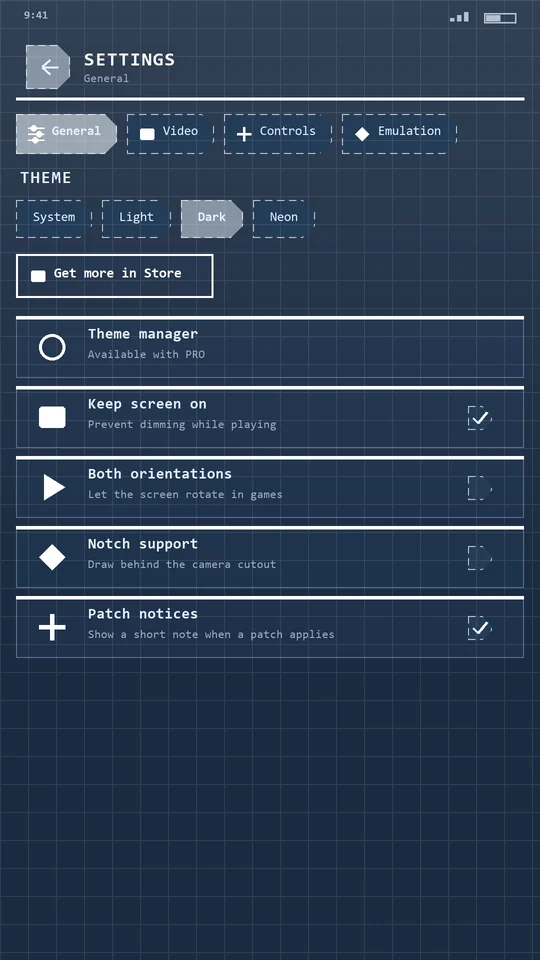 9:41
SETTINGS
General
General Video Controls Emulation
THEME
System Light Dark Neon
Get more in Store
Theme manager
Available with PRO
Keep screen on
Prevent dimming while playing
Both orientations
Let the screen rotate in games
Notch support
Draw behind the camera cutout
Patch notices
Show a short note when a patch applies